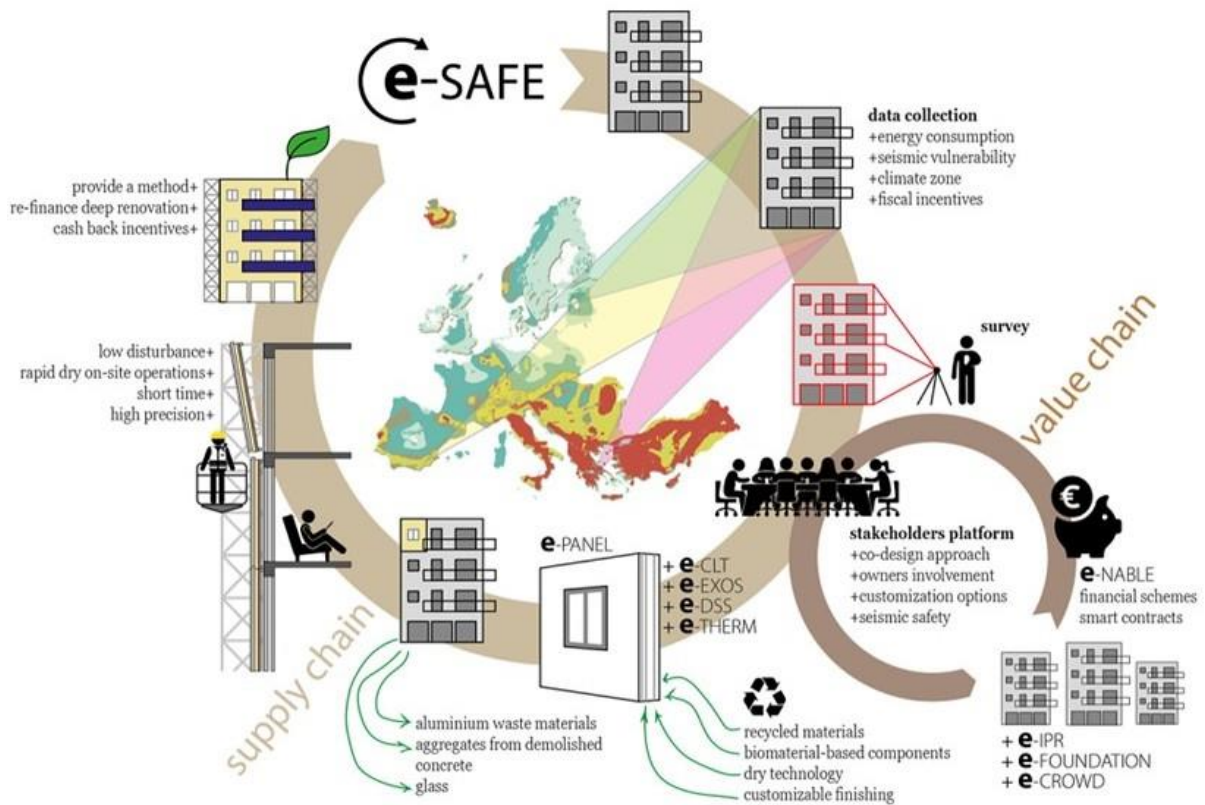 e-SAFE
data collection
+energy consumption
+seismic vulnerability
+climate zone
+fiscal incentives
provide a method+
re-finance deep renovation+
cash back incentives+
survey
value chain
low disturbance+
rapid dry on-site operations+
short time+
high precision+
stakeholders platform
+co-design approach
+owners involvement
+customization options
+seismic safety
€
e-NABLE
financial schemes
smart contracts
e-PANEL
+ e-CLT
+ e-EXOS
+ e-DSS
+ e-THERM
supply chain
aluminium waste materials
aggregates from demolished
concrete
glass
recycled materials
biomaterial-based components
dry technology
customizable finishing
+ e-IPR
+ e-FOUNDATION
+ e-CROWD